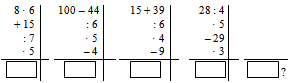 8 · 6 100 – 44 15 + 39 28 : 4
+ 15 : 6 : 6 · 5
: 7 · 5 · 4 – 29
· 5 – 4 – 9 · 3
?